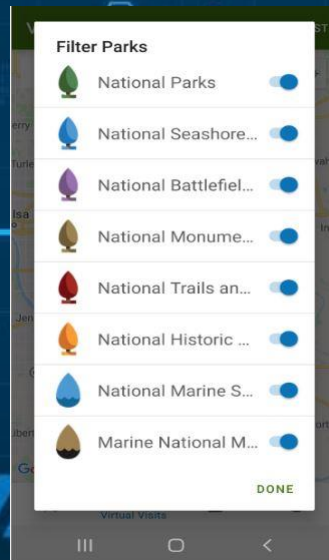 Filter Parks
National Parks
National Seashore...
National Battlefiel...
National Monume...
National Trails an...
National Historic ...
National Marine S...
Marine National M...
DONE
Virtual Visits